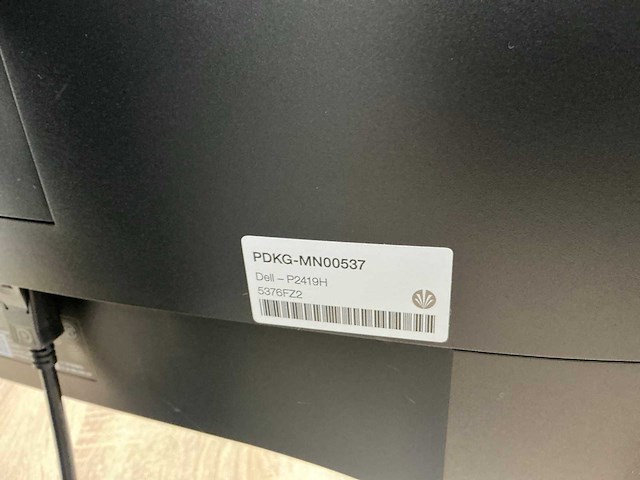 PDKG-MN00537
Dell – P2419H
5376FZ2